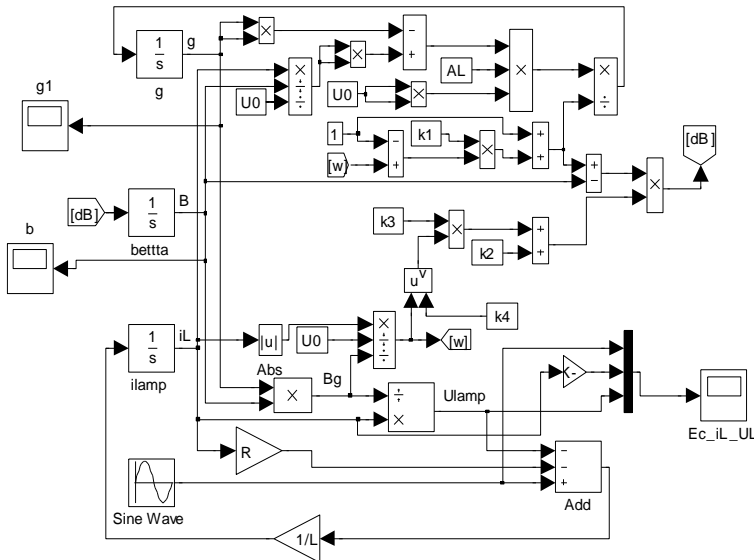 1
s
g
g
g1
U0
U0
AL
1
k1
[w]
[dB]
[dB]
1
s
B
bettta
b
k3
k2
u^v
k4
1
s
iL
ilamp
|u|
Abs
U0
[w]
Bg
Ulamp
K-
Ec_iL_UL
R
Sine Wave
Add
1/L